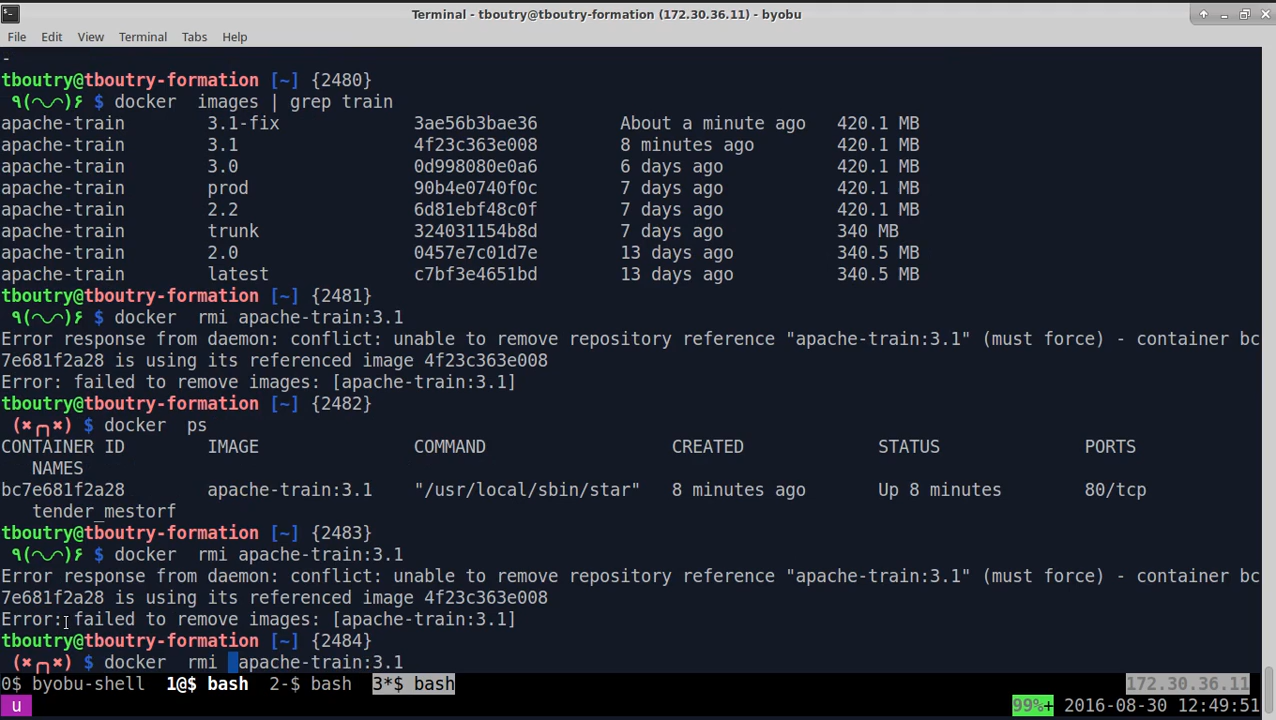 Terminal - tboutry@tboutry-formation (172.30.36.11) - byobu
File Edit View Terminal Tabs Help
-
tboutry@tboutry-formation [~] {2480}
٩(◠◡◠)۶ $ docker  images | grep train
apache-train 3.1-fix 3ae56b3bae36 About a minute ago 420.1 MB
apache-train 3.1 4f23c363e008 8 minutes ago 420.1 MB
apache-train 3.0 0d998080e0a6 6 days ago 420.1 MB
apache-train prod 90b4e0740f0c 7 days ago 420.1 MB
apache-train 2.2 6d81ebf48c0f 7 days ago 420.1 MB
apache-train trunk 324031154b8d 7 days ago 340 MB
apache-train 2.0 0457e7c01d7e 13 days ago 340.5 MB
apache-train latest c7bf3e4651bd 13 days ago 340.5 MB
tboutry@tboutry-formation [~] {2481}
٩(◠◡◠)۶ $ docker  rmi apache-train:3.1
Error response from daemon: conflict: unable to remove repository reference "apache-train:3.1" (must force) - container bc
7e681f2a28 is using its referenced image 4f23c363e008
Error: failed to remove images: [apache-train:3.1]
tboutry@tboutry-formation [~] {2482}
(✖╭╮✖) $ docker  ps
CONTAINER ID IMAGE COMMAND CREATED STATUS PORTS
NAMES
bc7e681f2a28 apache-train:3.1 "/usr/local/sbin/star" 8 minutes ago Up 8 minutes 80/tcp
tender_mestorf
tboutry@tboutry-formation [~] {2483}
٩(◠◡◠)۶ $ docker  rmi apache-train:3.1
Error response from daemon: conflict: unable to remove repository reference "apache-train:3.1" (must force) - container bc
7e681f2a28 is using its referenced image 4f23c363e008
Error: failed to remove images: [apache-train:3.1]
tboutry@tboutry-formation [~] {2484}
(✖╭╮✖) $ docker  rmi  apache-train:3.1
0$ byobu-shell 1@$ bash 2-$ bash 3*$ bash 172.30.36.11
u 99%+ 2016-08-30 12:49:51